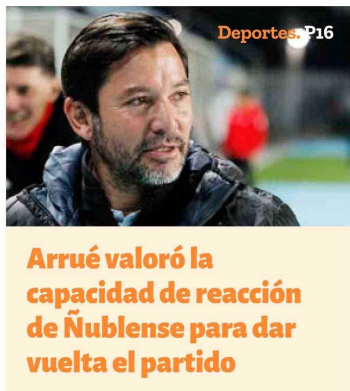 Deportes. P16
Arrué valoró la
capacidad de reacción
de Ñublense para dar
vuelta el partido